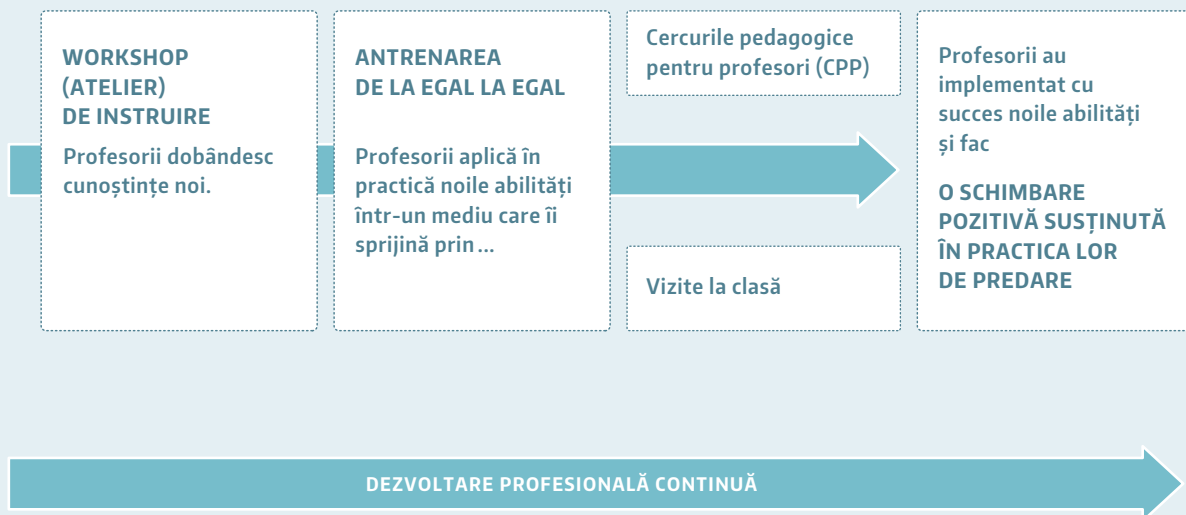 WORKSHOP
(ATELIER)
DE INSTRUIRE
Profesorii dobândesc
cunoștințe noi.
ANTRENAREA
DE LA EGAL LA EGAL
Profesorii aplică în
practică noile abilități
într-un mediu care îi
sprijină prin ...
Cercurile pedagogice
pentru profesori (CPP)
Vizite la clasă
Profesorii au
implementat cu
succes noile abilități
și fac
O SCHIMBARE
POZITIVĂ SUSȚINUTĂ
ÎN PRACTICA LOR
DE PREDARE
DEZVOLTARE PROFESIONALĂ CONTINUĂ